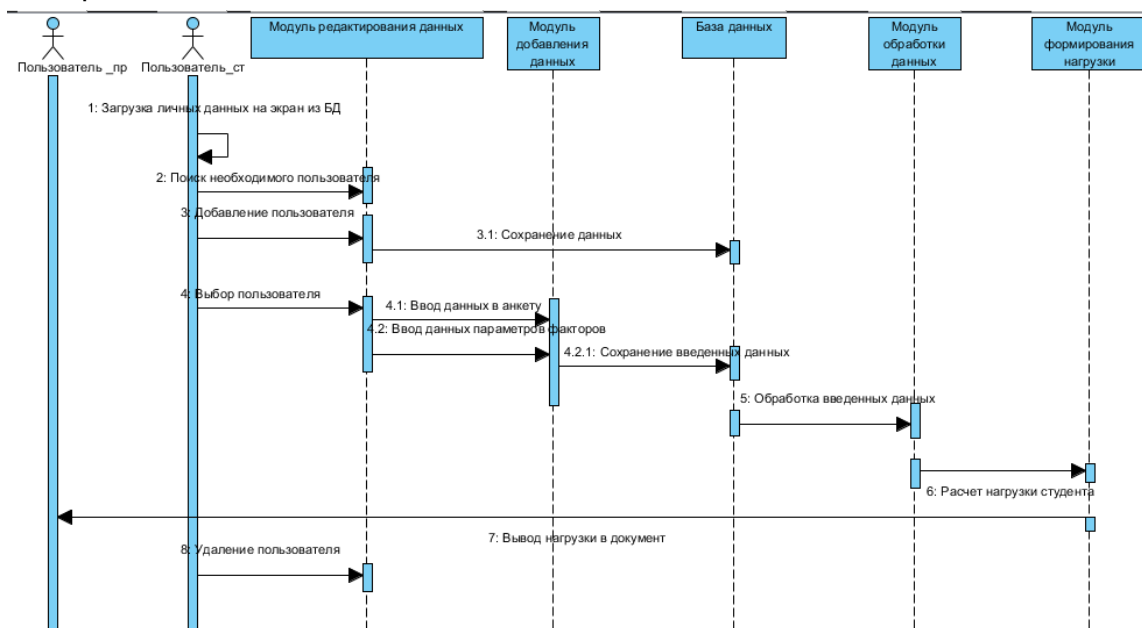 Модуль редактирования данных
Модуль
добавления
данных
База данных
Модуль
обработки
данных
Модуль
формирования
нагрузки
Пользователь _пр
Пользователь_ст
1: Загрузка личных данных на экран из БД
2: Поиск необходимого пользователя
3: Добавление пользователя
3.1: Сохранение данных
4: Выбор пользователя
4.1: Ввод данных в анкету
4.2: Ввод данных параметров факторов
4.2.1: Сохранение введенных данных
5: Обработка введенных данных
6: Расчет нагрузки студента
7: Вывод нагрузки в документ
8: Удаление пользователя